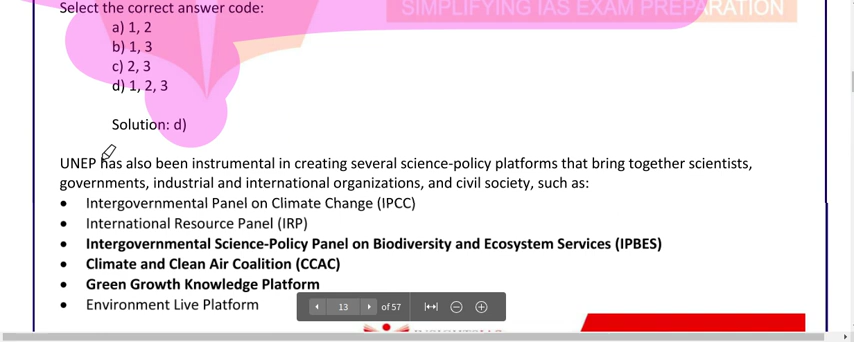 Select the correct answer code:
SIMPLIFYING IAS EXAM PREPARATION
a) 1, 2
b) 1, 3
c) 2, 3
d) 1, 2, 3
Solution: d)
UNEP has also been instrumental in creating several science-policy platforms that bring together scientists,
governments, industrial and international organizations, and civil society, such as:
• Intergovernmental Panel on Climate Change (IPCC)
• International Resource Panel (IRP)
• Intergovernmental Science-Policy Panel on Biodiversity and Ecosystem Services (IPBES)
• Climate and Clean Air Coalition (CCAC)
• Green Growth Knowledge Platform
• Environment Live Platform
13 of 57